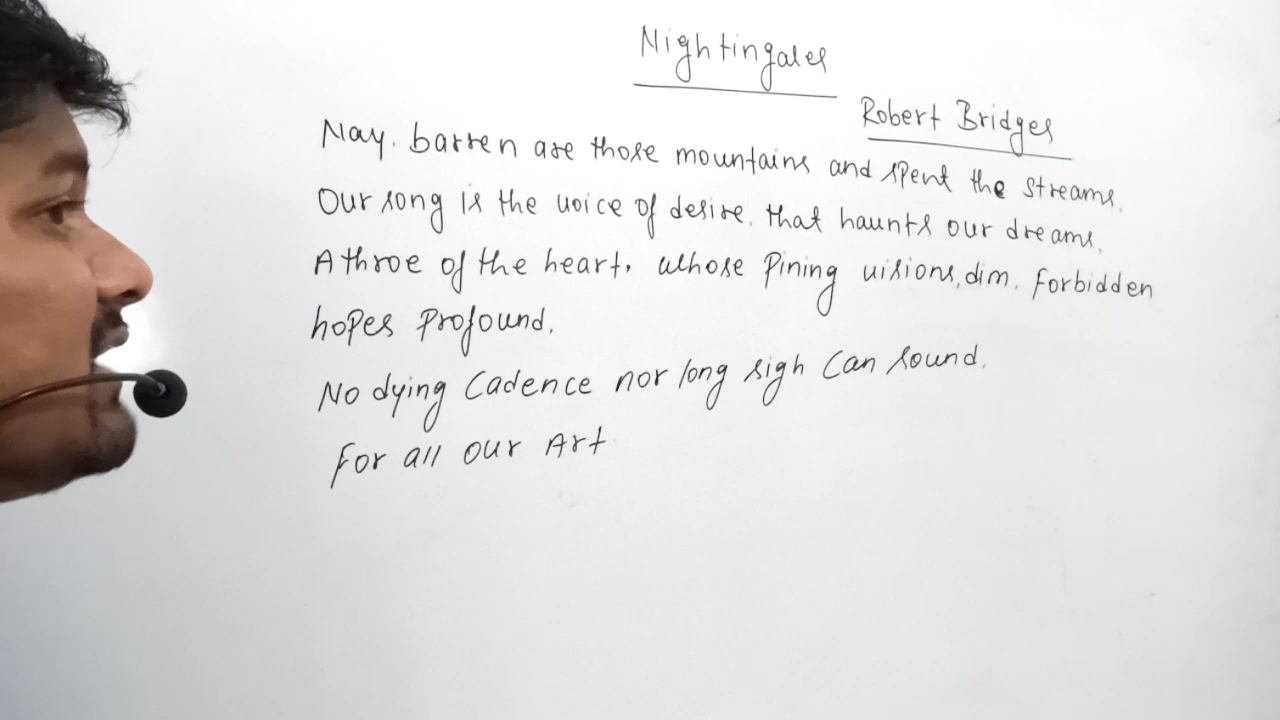 Nightingales
Robert Bridges
Nay. barren are those mountains and spent the streams.
Our song is the voice of desire. that haunts our dreams.
A throe of the heart. whose Pining visions, dim. forbidden
hopes Profound.
No dying Cadence nor long sigh Can sound.
For all our Art